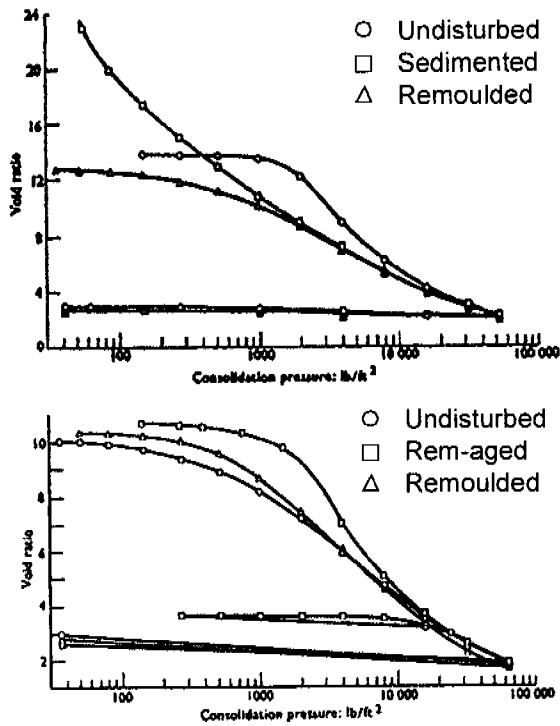 24
20
16
12
8
4
0
Void ratio
○ Undisturbed
□ Sedimented
△ Remoulded
100 1000 10 000 100 000
Consolidation pressure: lb/ft²
10
8
6
4
2
Void ratio
○ Undisturbed
□ Rem-aged
△ Remoulded
100 1000 10 000 100 000
Consolidation pressure: lb/ft²